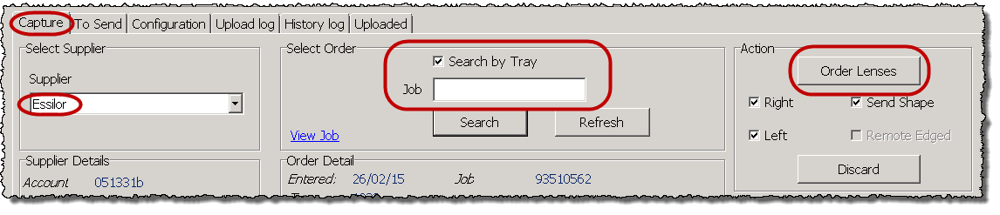 Capture To Send Configuration Upload log History log Uploaded
Select Supplier
Supplier
Essilor
Select Order
Search by Tray
Job
Search Refresh
View Job
Action
Order Lenses
Right Send Shape
Left Remote Edged
Discard
Supplier Details
Account 051331b
Order Detail
Entered: 26/02/15 Job 93510562